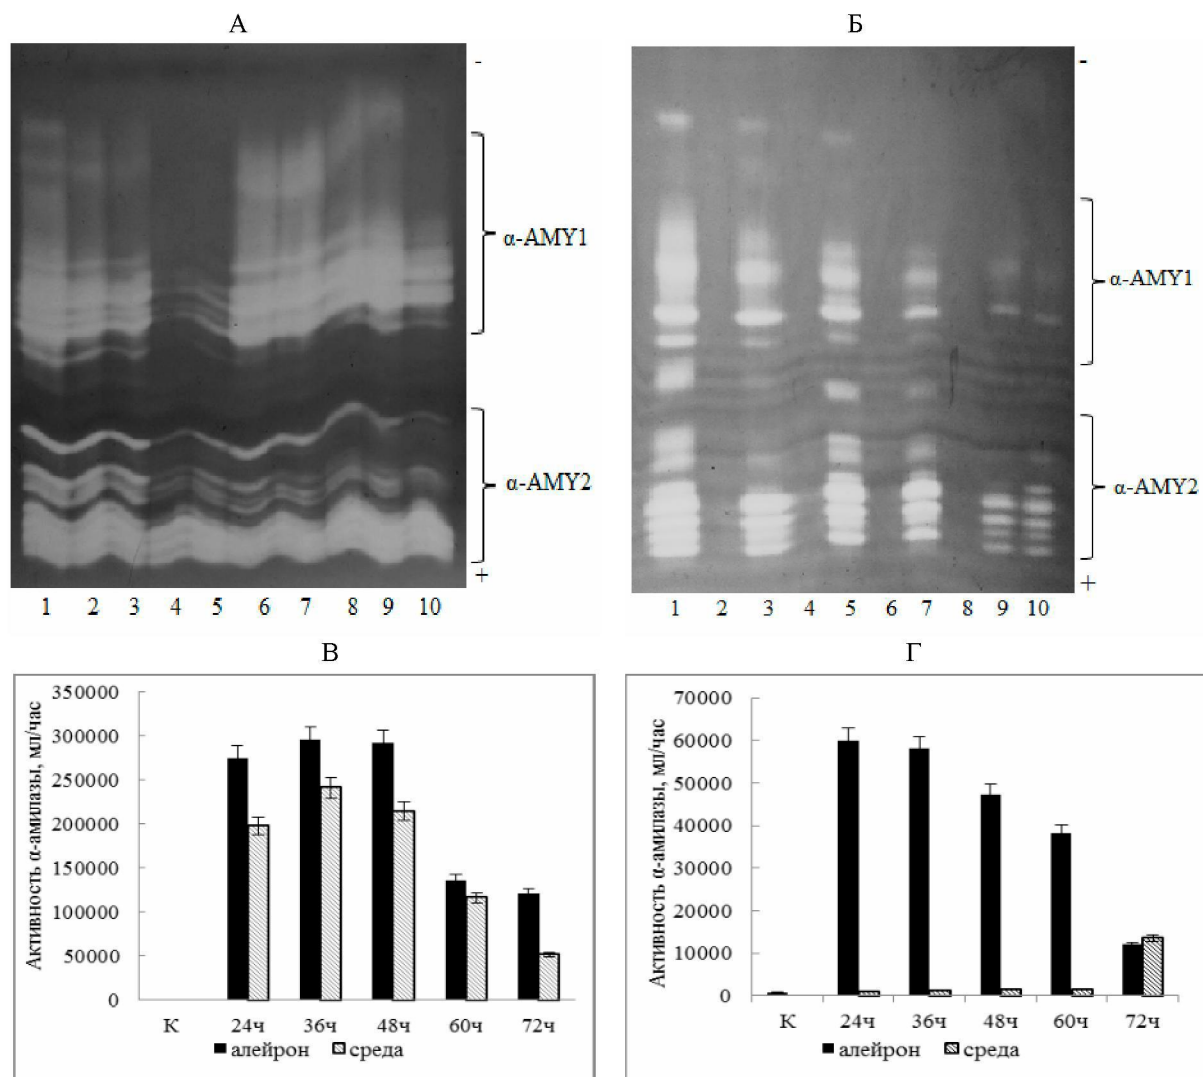 А
Б
-
α-AMY1
α-AMY2
+
1 2 3 4 5 6 7 8 9 10
-
α-AMY1
α-AMY2
+
1 2 3 4 5 6 7 8 9 10
В
Активность α-амилазы, мл/час
350000
300000
250000
200000
150000
100000
50000
0
К 24ч 36ч 48ч 60ч 72ч
алейрон среда
Г
Активность α-амилазы, мл/час
70000
60000
50000
40000
30000
20000
10000
0
К 24ч 36ч 48ч 60ч 72ч
алейрон среда